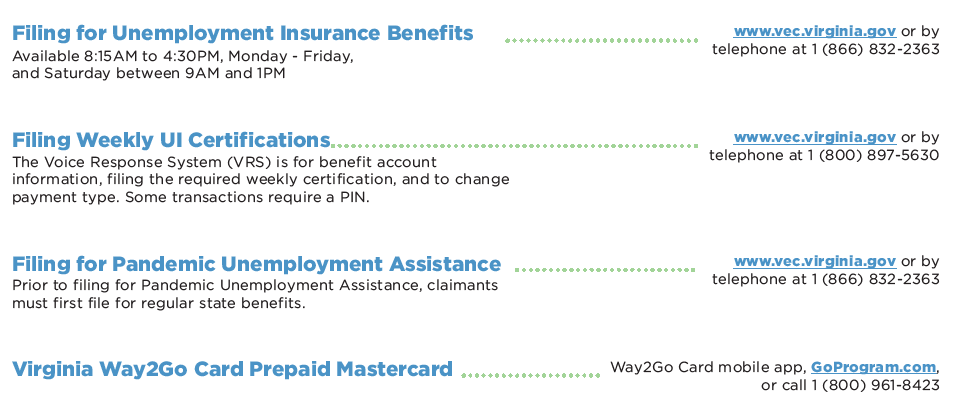 Filing for Unemployment Insurance Benefits
www.vec.virginia.gov or by
telephone at 1 (866) 832-2363
Available 8:15AM to 4:30PM, Monday - Friday,
and Saturday between 9AM and 1PM
Filing Weekly UI Certifications
www.vec.virginia.gov or by
telephone at 1 (800) 897-5630
The Voice Response System (VRS) is for benefit account
information, filing the required weekly certification, and to change
payment type. Some transactions require a PIN.
Filing for Pandemic Unemployment Assistance
www.vec.virginia.gov or by
telephone at 1 (866) 832-2363
Prior to filing for Pandemic Unemployment Assistance, claimants
must first file for regular state benefits.
Virginia Way2Go Card Prepaid Mastercard
Way2Go Card mobile app, GoProgram.com,
or call 1 (800) 961-8423